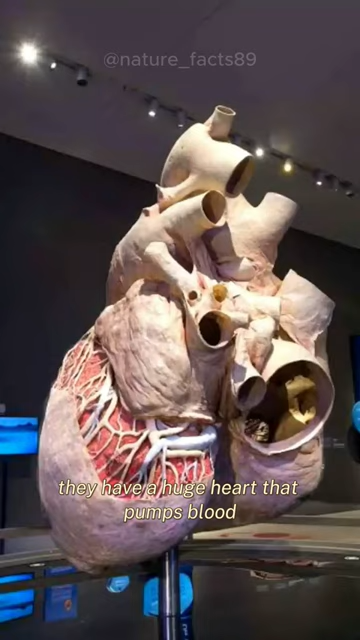 @nature_facts89
they have a huge heart that
pumps blood